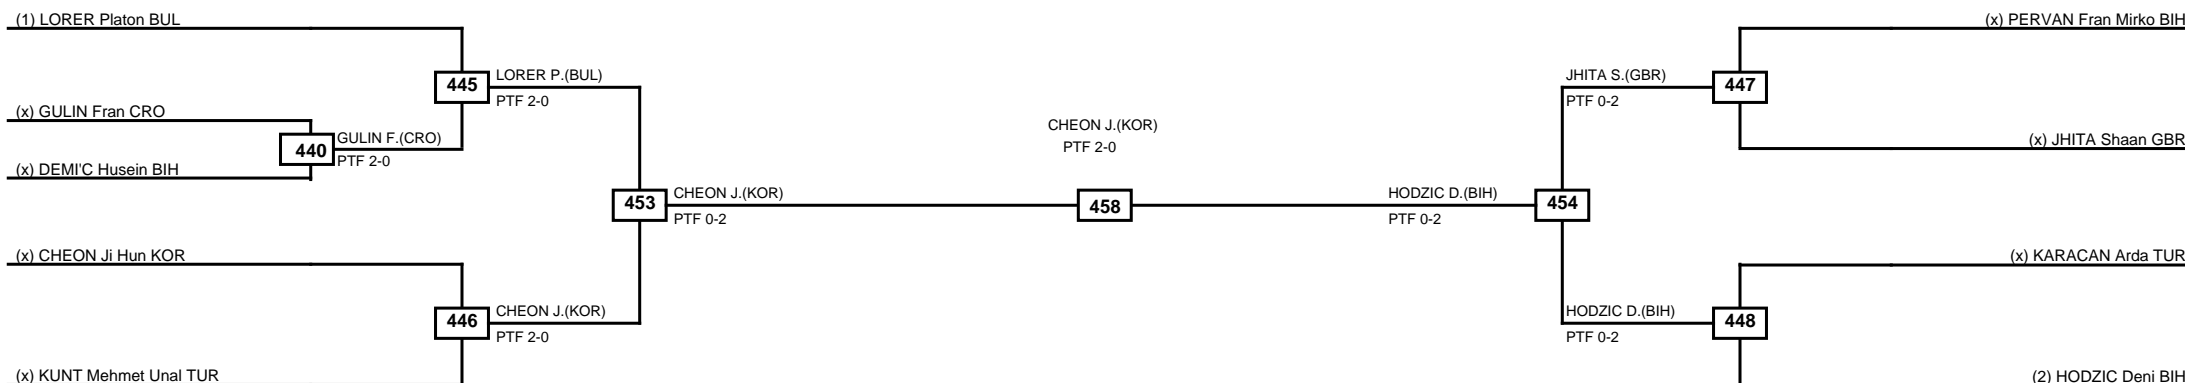 (1) LORER Platon BUL
(x) PERVAN Fran Mirko BIH
445
LORER P.(BUL)
PTF 2-0
JHITA S.(GBR)
PTF 0-2
447
(x) GULIN Fran CRO
440
GULIN F.(CRO)
PTF 2-0
CHEON J.(KOR)
PTF 2-0
(x) JHITA Shaan GBR
(x) DEMI'C Husein BIH
453
CHEON J.(KOR)
PTF 0-2
458
HODZIC D.(BIH)
PTF 0-2
454
(x) CHEON Ji Hun KOR
(x) KARACAN Arda TUR
446
CHEON J.(KOR)
PTF 2-0
HODZIC D.(BIH)
PTF 0-2
448
(x) KUNT Mehmet Unal TUR
(2) HODZIC Deni BIH